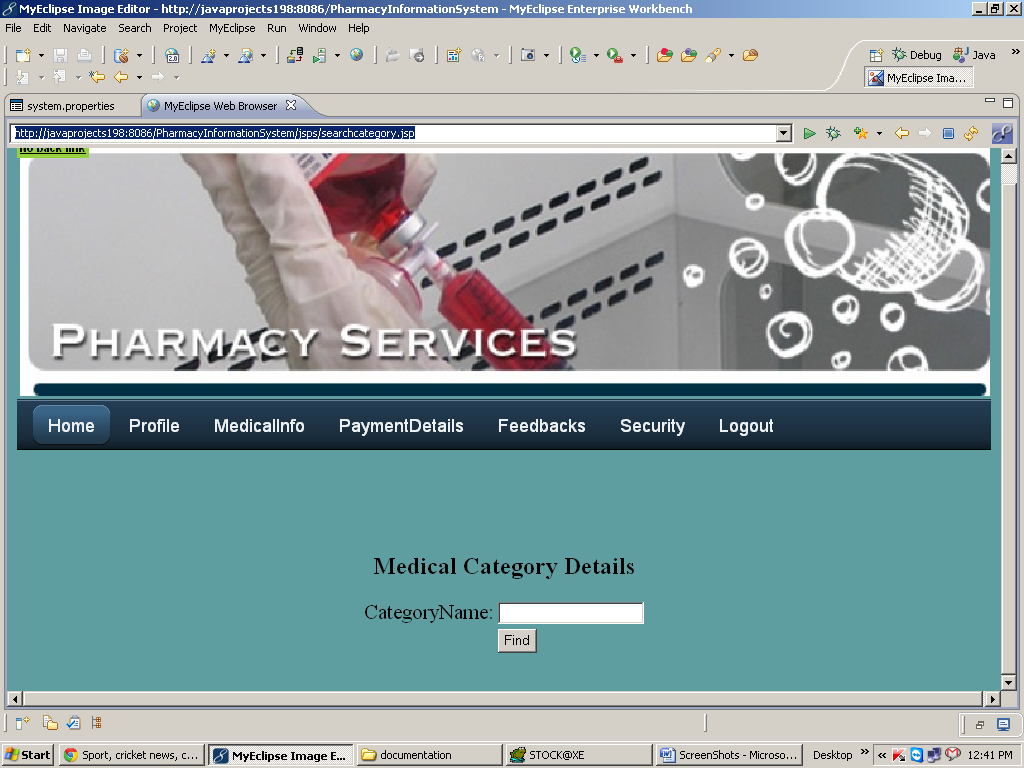 MyEclipse Image Editor - http://javaprojects198:8086/PharmacyInformationSystem - MyEclipse Enterprise Workbench
File Edit Navigate Search Project MyEclipse Run Window Help
2.0
Debug
Java
»
MyEclipse Ima...
system.properties
MyEclipse Web Browser
http://javaprojects198:8086/PharmacyInformationSystem/jsps/searchcategory.jsp
no back link
PHARMACY SERVICES
Home Profile MedicalInfo PaymentDetails Feedbacks Security Logout
Medical Category Details
CategoryName:
Find
Start
Sport, cricket news, c...
MyEclipse Image E...
documentation
STOCK@XE
ScreenShots - Microso...
Desktop
»
«
12:41 PM